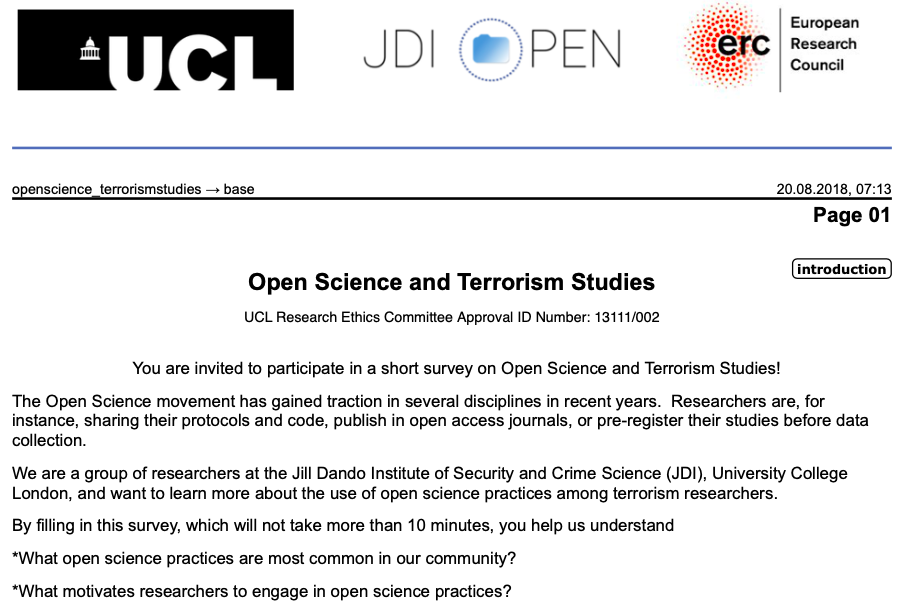 UCL
JDI OPEN
erc
European
Research
Council
openscience_terrorismstudies → base
20.08.2018, 07:13
Page 01
introduction
Open Science and Terrorism Studies
UCL Research Ethics Committee Approval ID Number: 13111/002
You are invited to participate in a short survey on Open Science and Terrorism Studies!
The Open Science movement has gained traction in several disciplines in recent years.  Researchers are, for
instance, sharing their protocols and code, publish in open access journals, or pre-register their studies before data
collection.
We are a group of researchers at the Jill Dando Institute of Security and Crime Science (JDI), University College
London, and want to learn more about the use of open science practices among terrorism researchers.
By filling in this survey, which will not take more than 10 minutes, you help us understand
*What open science practices are most common in our community?
*What motivates researchers to engage in open science practices?